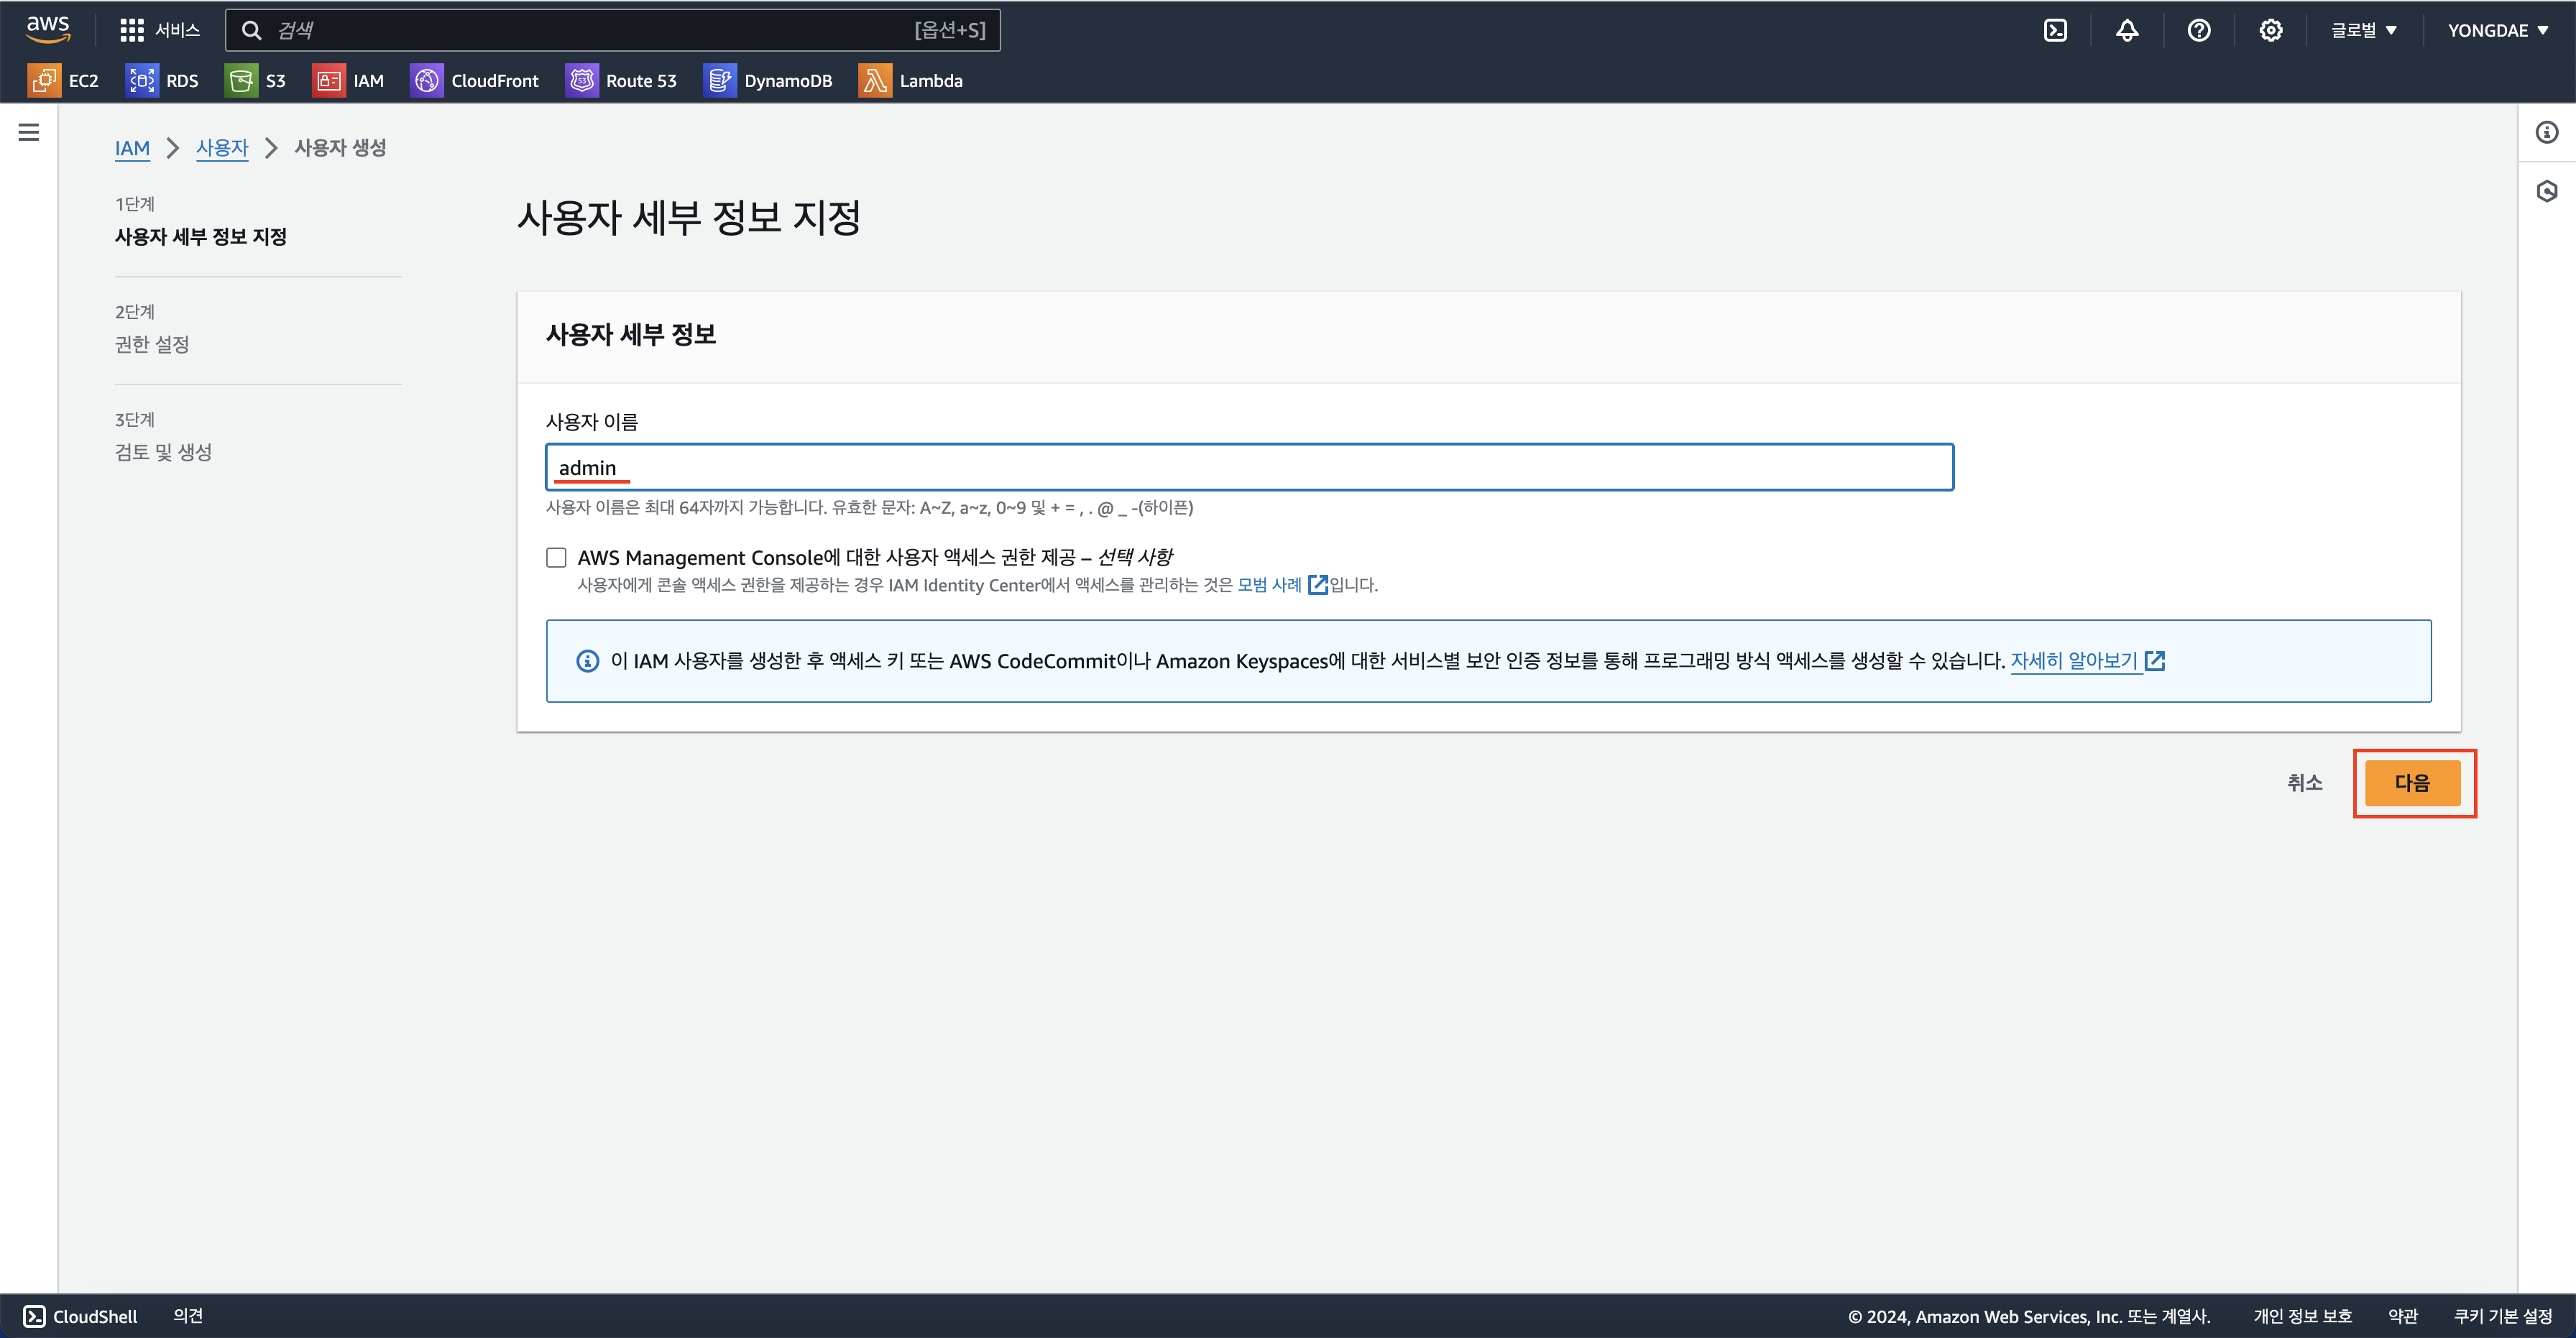 aws 서비스 검색 [옵션+S] 글로벌 YONGDAE
EC2 RDS S3 IAM CloudFront Route 53 DynamoDB Lambda
IAM 사용자 사용자 생성
1단계
사용자 세부 정보 지정
2단계
권한 설정
3단계
검토 및 생성
사용자 세부 정보 지정
사용자 세부 정보
사용자 이름
admin
사용자 이름은 최대 64자까지 가능합니다. 유효한 문자: A~Z, a~z, 0~9 및 + = , . @ _ -(하이픈)
AWS Management Console에 대한 사용자 액세스 권한 제공 – 선택 사항
사용자에게 콘솔 액세스 권한을 제공하는 경우 IAM Identity Center에서 액세스를 관리하는 것은 모범 사례 입니다.
이 IAM 사용자를 생성한 후 액세스 키 또는 AWS CodeCommit이나 Amazon Keyspaces에 대한 서비스별 보안 인증 정보를 통해 프로그래밍 방식 액세스를 생성할 수 있습니다. 자세히 알아보기
취소 다음
CloudShell 의견 © 2024, Amazon Web Services, Inc. 또는 계열사. 개인 정보 보호 약관 쿠키 기본 설정